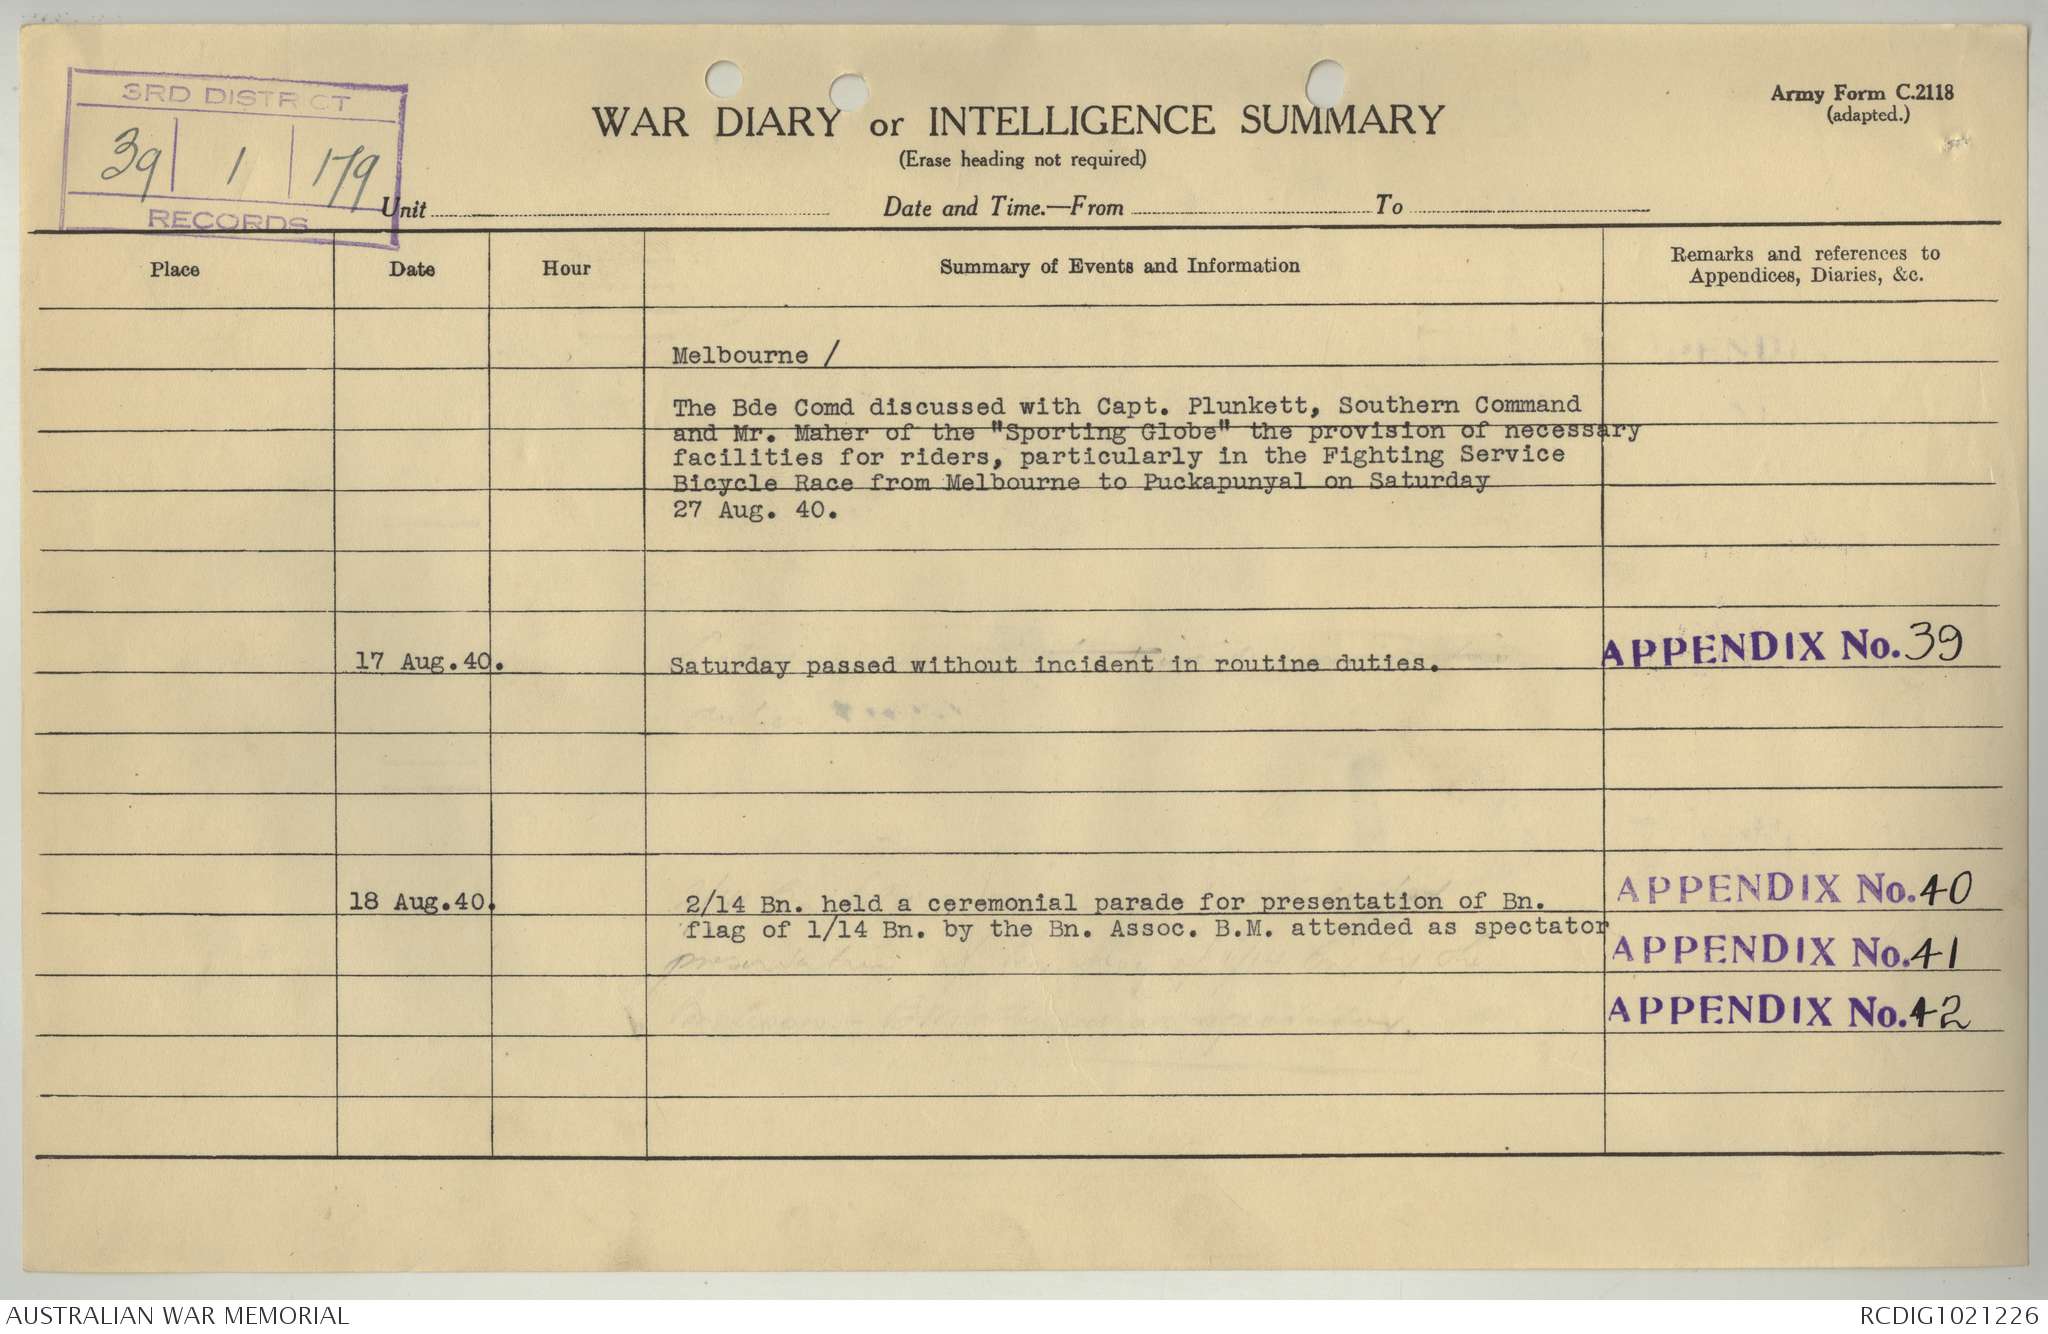 3RD DISTRICT
39 1 179
RECORDS
WAR DIARY or INTELLIGENCE SUMMARY
(Erase heading not required)
Army Form C.2118
(adapted.)
Unit Date and Time.—From To
Place Date Hour Summary of Events and Information Remarks and references to
Appendices, Diaries, &c.
Melbourne /
The Bde Comd discussed with Capt. Plunkett, Southern Command
and Mr. Maher of the "Sporting Globe" the provision of necessary
facilities for riders, particularly in the Fighting Service
Bicycle Race from Melbourne to Puckapunyal on Saturday
27 Aug. 40.
17 Aug.40. Saturday passed without incident in routine duties. APPENDIX No. 39
18 Aug.40. 2/14 Bn. held a ceremonial parade for presentation of Bn. APPENDIX No. 40
flag of 1/14 Bn. by the Bn. Assoc. B.M. attended as spectator
APPENDIX No. 41
APPENDIX No. 42
AUSTRALIAN WAR MEMORIAL
RCDIG1021226